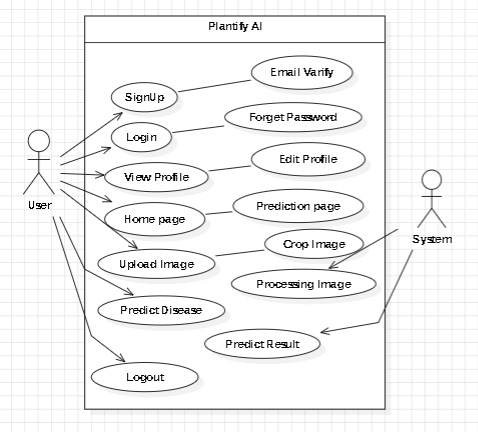 Plantify AI
Email Varify
SignUp
Forget Password
Login
Edit Profile
View Profile
Prediction page
User
Home page
System
Crop Image
Upload Image
Processing Image
Predict Disease
Predict Result
Logout